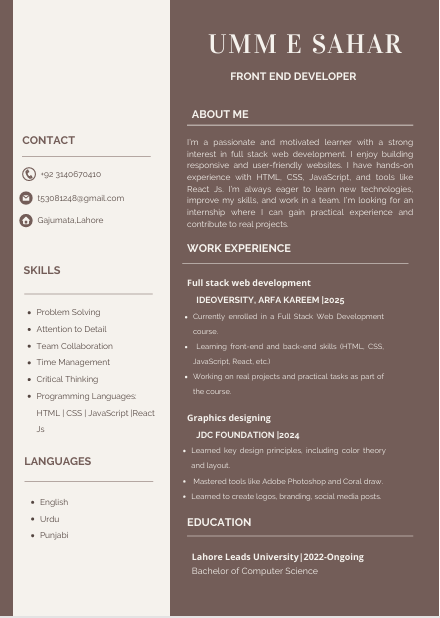 UMM E SAHAR
FRONT END DEVELOPER
CONTACT
+92 3140670410
t53081248@gmail.com
Gajumata,Lahore
SKILLS
Problem Solving
Attention to Detail
Team Collaboration
Time Management
Critical Thinking
Programming Languages:
HTML | CSS | JavaScript |React
Js
LANGUAGES
English
Urdu
Punjabi
ABOUT ME
I'm a passionate and motivated learner with a strong
interest in full stack web development. I enjoy building
responsive and user-friendly websites. I have hands-on
experience with HTML, CSS, JavaScript, and tools like
React Js. I'm always eager to learn new technologies,
improve my skills, and work in a team. I'm looking for an
internship where I can gain practical experience and
contribute to real projects.
WORK EXPERIENCE
Full stack web development
IDEOVERSITY, ARFA KAREEM |2025
Currently enrolled in a Full Stack Web Development
course.
Learning front-end and back-end skills (HTML, CSS,
JavaScript, React, etc.)
Working on real projects and practical tasks as part of
the course.
Graphics designing
JDC FOUNDATION |2024
Learned key design principles, including color theory
and layout.
Mastered tools like Adobe Photoshop and Coral draw.
Learned to create logos, branding, social media posts.
EDUCATION
Lahore Leads University|2022-Ongoing
Bachelor of Computer Science